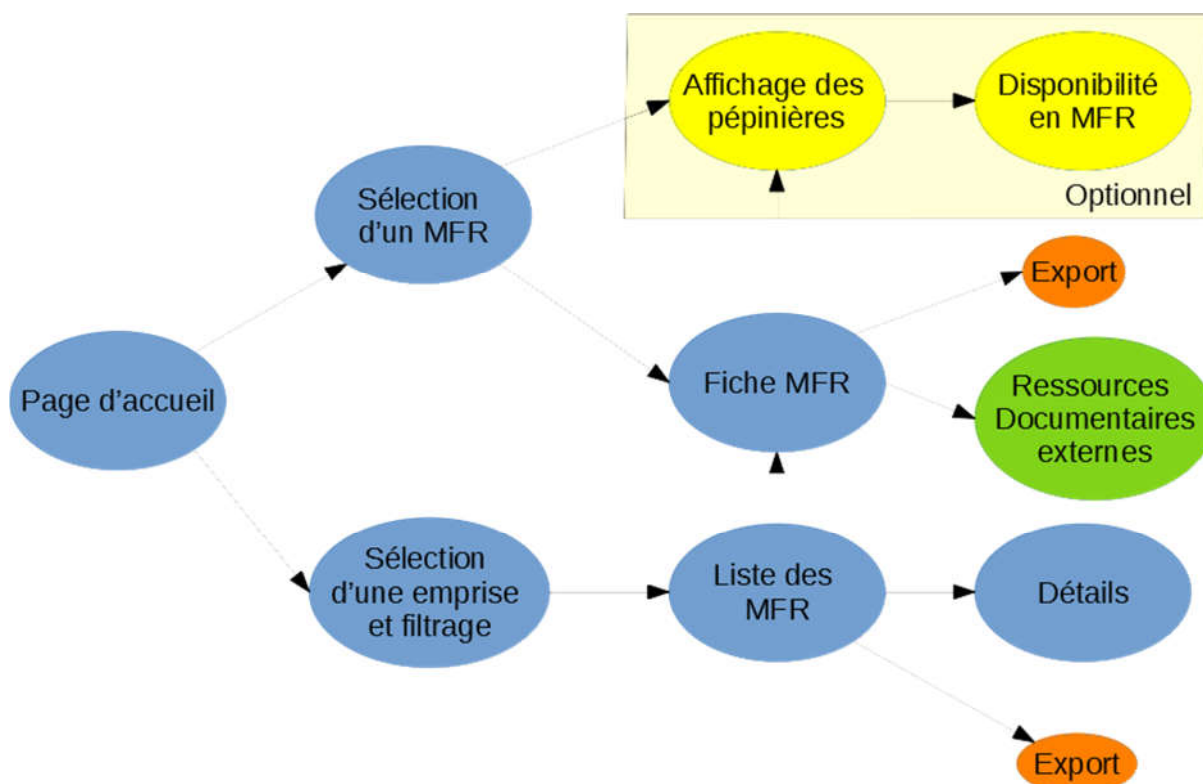 Affichage des
pépinières
Disponibilité
en MFR
Optionnel
Sélection
d'un MFR
Export
Page d'accueil
Fiche MFR
Ressources
Documentaires
externes
Sélection
d'une emprise
et filtrage
Liste des
MFR
Détails
Export